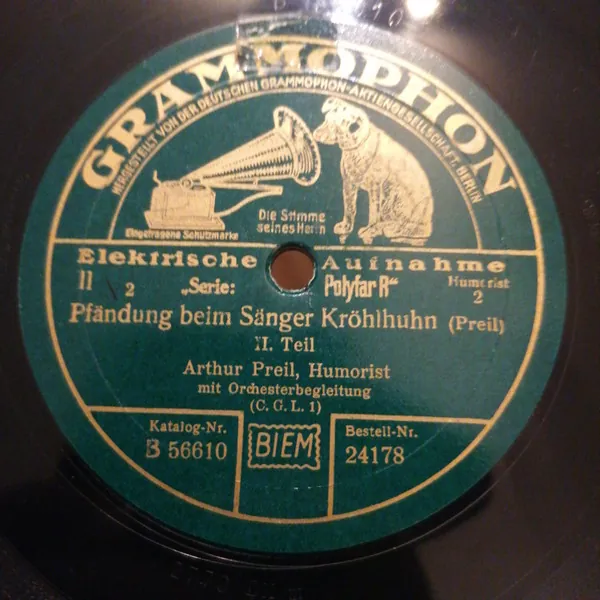 GRAMMOPHON
HERGESTELLT VON DER DEUTSCHEN GRAMMOPHON-AKTIENGESELLSCHAFT. BERLIN
Die Stimme
seines Herrn
Eingetragene Schutzmarke
Elektrische Aufnahme
II 2 „Serie: Polyfar R“ Humorist 2
Pfändung beim Sänger Kröhlhuhn (Preil)
II. Teil
Arthur Preil, Humorist
mit Orchesterbegleitung
(C. G. L. 1)
Katalog-Nr. Bestell-Nr.
B 56610 BIEM 24178